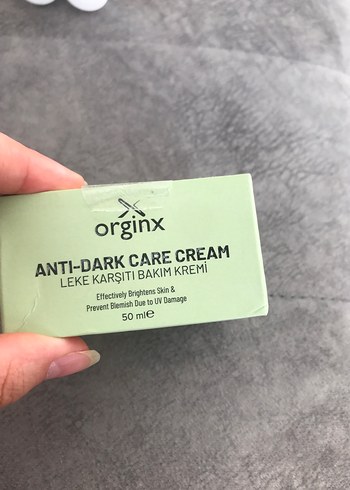 orginx
ANTI-DARK CARE CREAM
LEKE KARŞITI BAKIM KREMİ
Effectively Brightens Skin &
Prevent Blemish Due to UV Damage
50 ml℮